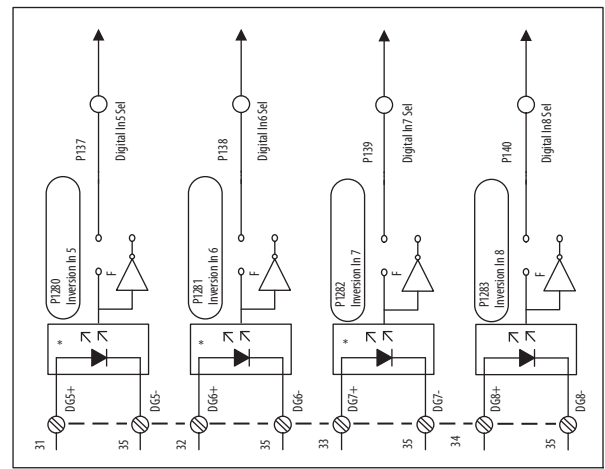 P137
Digital In5 Sel
P1280
Inversion In 5
F
*
DG5+
DG5-
31
35
P138
Digital In6 Sel
P1281
Inversion In 6
F
*
DG6+
DG6-
32
35
P139
Digital In7 Sel
P1282
Inversion In 7
F
*
DG7+
DG7-
33
35
P140
Digital In8 Sel
P1283
Inversion In 8
F
DG8+
DG8-
34
35